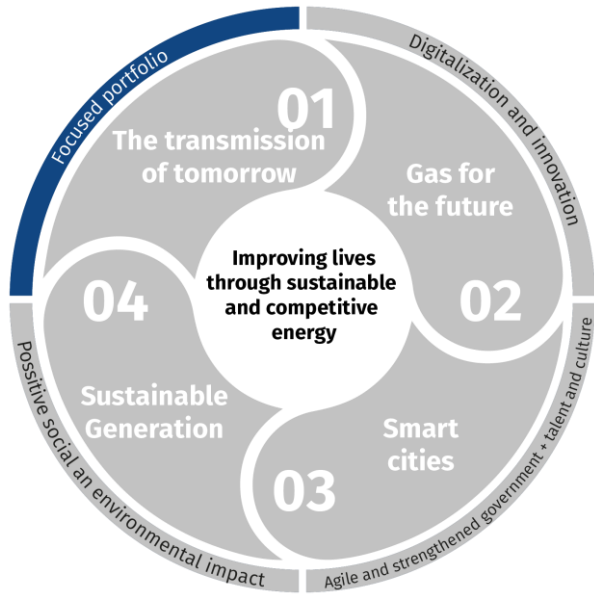 Focused portfolio
Digitalization and innovation
01
The transmission
of tomorrow
Gas for
the future
02
Improving lives
through sustainable
and competitive
energy
04
Sustainable
Generation
Smart
cities
03
Possitive social an environmental impact
Agile and strengthened government + talent and culture